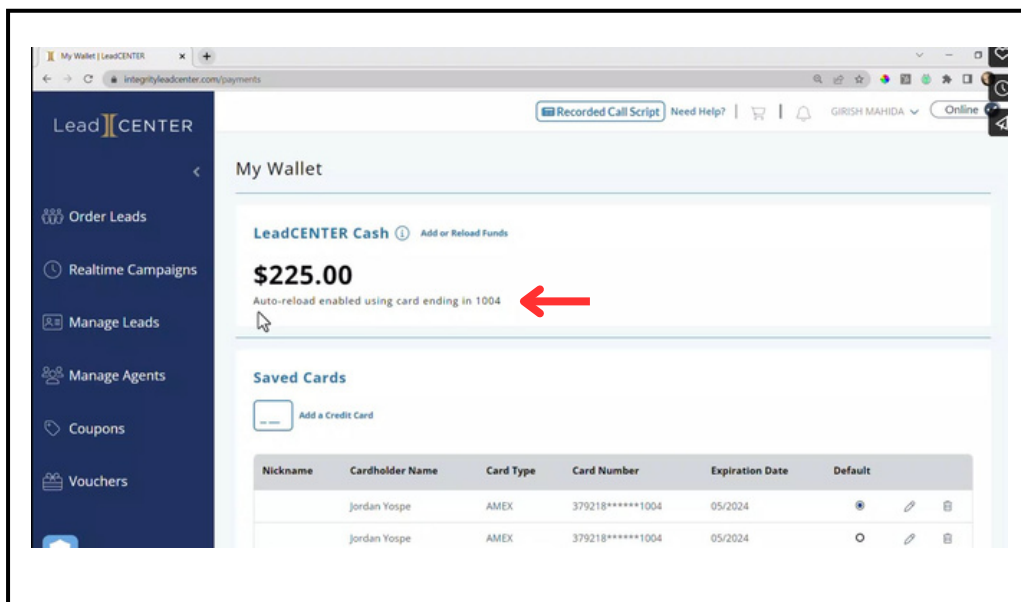 My Wallet | LeadCENTER
integrityleadcenter.com/payments
Lead CENTER
Recorded Call Script Need Help? GIRISH MAHIDA Online
My Wallet
Order Leads
Realtime Campaigns
Manage Leads
Manage Agents
Coupons
Vouchers
LeadCENTER Cash Add or Reload Funds
$225.00
Auto-reload enabled using card ending in 1004
Saved Cards
Add a Credit Card
Nickname Cardholder Name Card Type Card Number Expiration Date Default
Jordan Yospe AMEX 379218******1004 05/2024
Jordan Yospe AMEX 379218******1004 05/2024